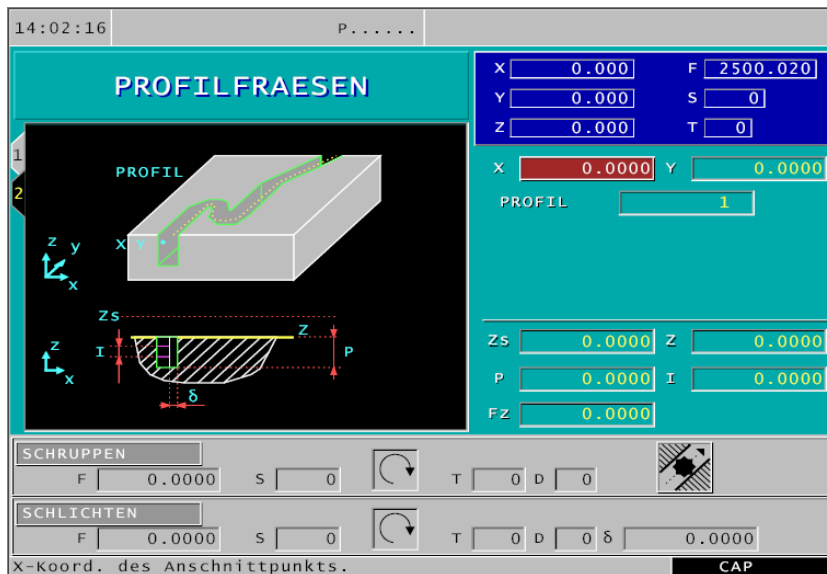 14:02:16 P......
PROFILFRAESEN
X 0.000 F 2500.020
Y 0.000 S 0
Z 0.000 T 0
1
2
PROFIL
X Y
z y
x
X 0.0000 Y 0.0000
PROFIL 1
Zs
Z
I
P
z
x
δ
Zs 0.0000 Z 0.0000
P 0.0000 I 0.0000
Fz 0.0000
SCHRUPPEN
F 0.0000 S 0 T 0 D 0
SCHLICHTEN
F 0.0000 S 0 T 0 D 0 δ 0.0000
X-Koord. des Anschnittpunkts. CAP